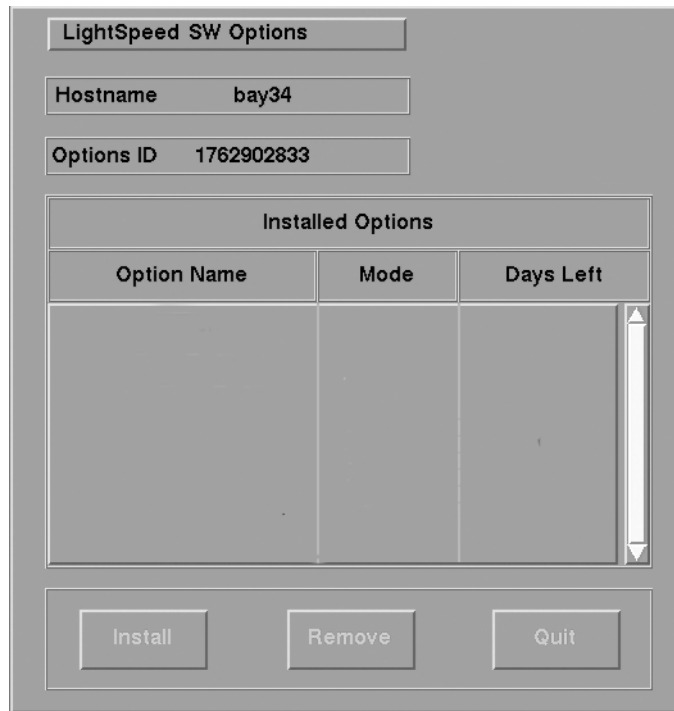 LightSpeed SW Options
Hostname bay34
Options ID 1762902833
Installed Options
Option Name Mode Days Left
Install Remove Quit